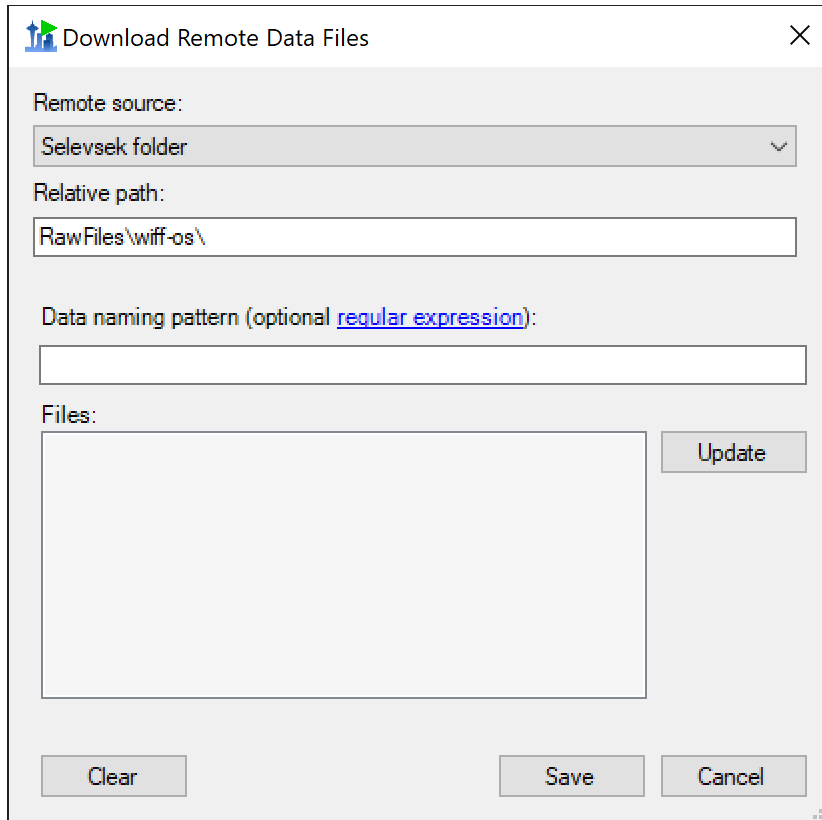 Download Remote Data Files
Remote source:
Selevsek folder
Relative path:
RawFiles\wiff-os\
Data naming pattern (optional regular expression):
Files:
Update
Clear
Save
Cancel